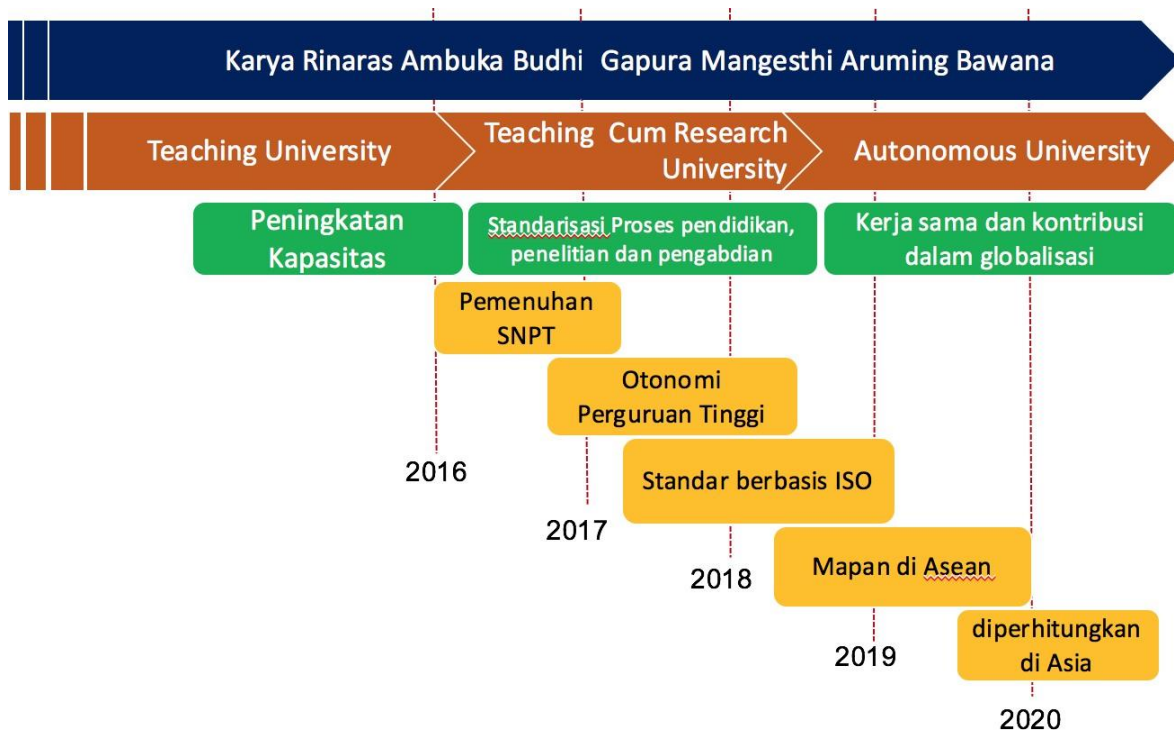 Karya Rinaras Ambuka Budhi Gapura Mangesthi Aruming Bawana
Teaching University
Teaching Cum Research
University
Autonomous University
Peningkatan
Kapasitas
Standarisasi Proses pendidikan,
penelitian dan pengabdian
Kerja sama dan kontribusi
dalam globalisasi
Pemenuhan
SNPT
Otonomi
Perguruan Tinggi
2016
Standar berbasis ISO
2017
Mapan di Asean
2018
diperhitungkan
di Asia
2019
2020